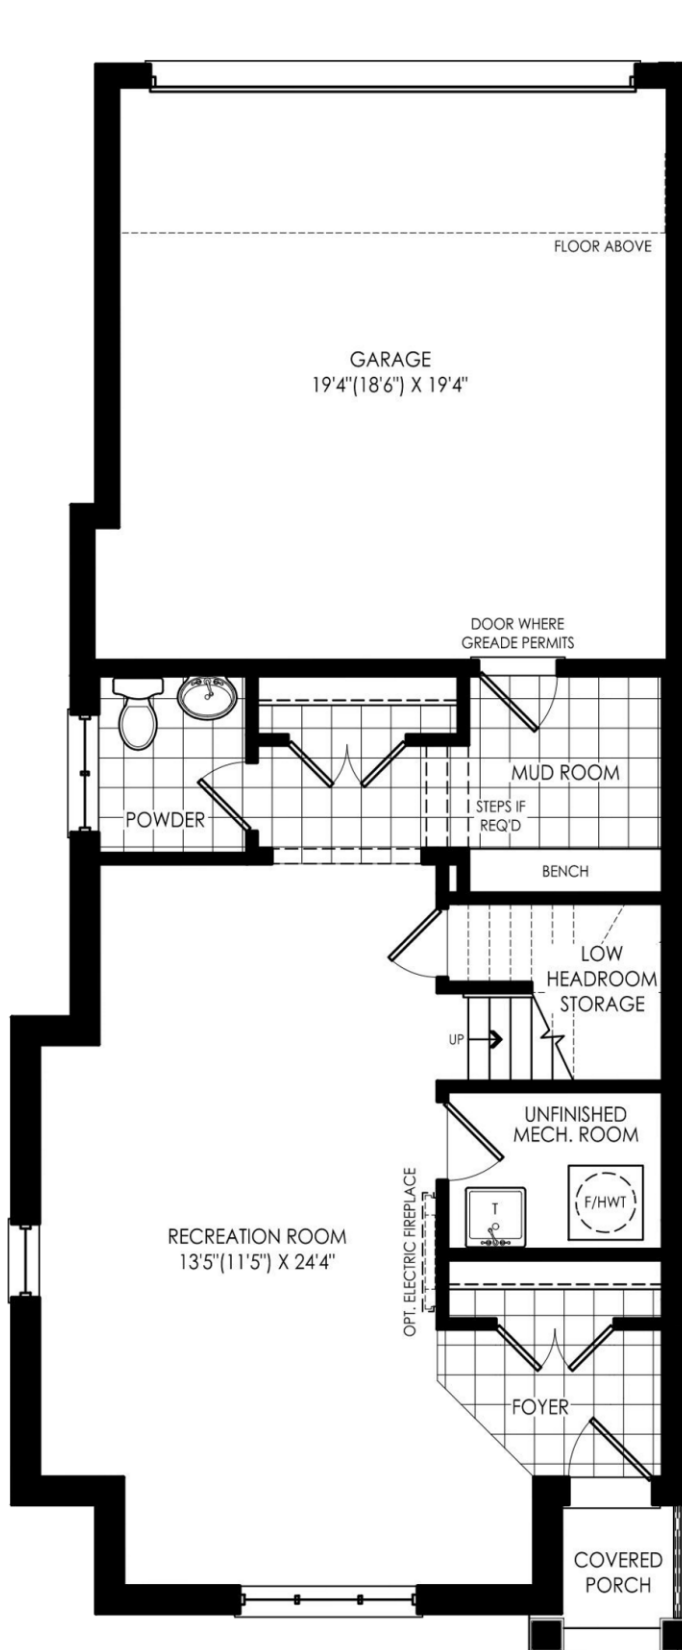 FLOOR ABOVE
GARAGE
19'4"(18'6") X 19'4"
DOOR WHERE
GREADE PERMITS
MUD ROOM
POWDER
STEPS IF
REQ'D
BENCH
LOW
HEADROOM
STORAGE
UP
UNFINISHED
MECH. ROOM
T
F/HWT
OPT. ELECTRIC FIREPLACE
RECREATION ROOM
13'5"(11'5") X 24'4"
FOYER
COVERED
PORCH